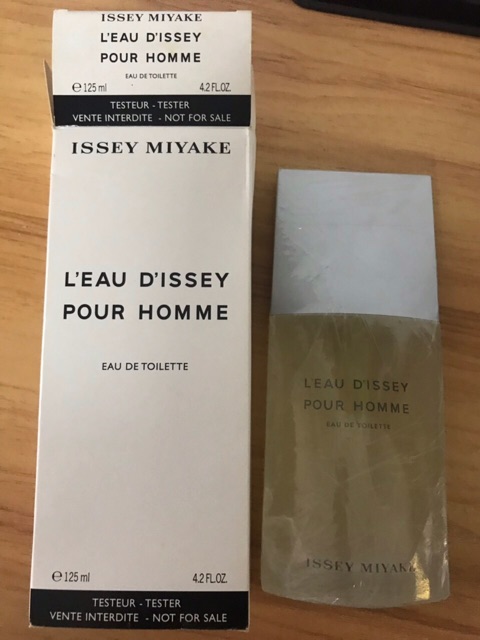 ISSEY MIYAKE
L'EAU D'ISSEY
POUR HOMME
EAU DE TOILETTE
℮ 125 ml 4.2 FL.OZ.
TESTEUR - TESTER
VENTE INTERDITE - NOT FOR SALE
ISSEY MIYAKE
L'EAU D'ISSEY
POUR HOMME
EAU DE TOILETTE
℮ 125 ml 4.2 FL.OZ.
TESTEUR - TESTER
VENTE INTERDITE - NOT FOR SALE
L'EAU D'ISSEY
POUR HOMME
EAU DE TOILETTE
ISSEY MIYAKE